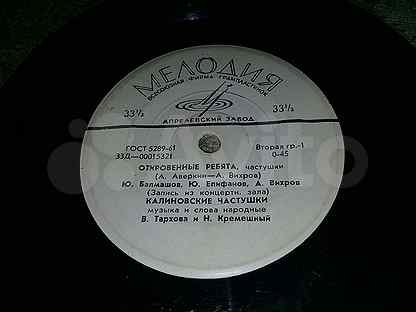 МЕЛОДИЯ
ВСЕСОЮЗНАЯ ФИРМА ГРАМПЛАСТИНОК
33⅓ 33⅓
АПРЕЛЕВСКИЙ ЗАВОД
ГОСТ 5289-61 Вторая гр.-1
33Д-00015321 0-45
ОТКРОВЕННЫЕ РЕБЯТА, частушки
(А. Аверкин—А. Вихров)
Ю. Балмашов, Ю. Епифанов, А. Вихров
(Запись из концертн. зала)
КАЛИНОВСКИЕ ЧАСТУШКИ
музыка и слова народные
В. Тархова и Н. Кремешный
Avito